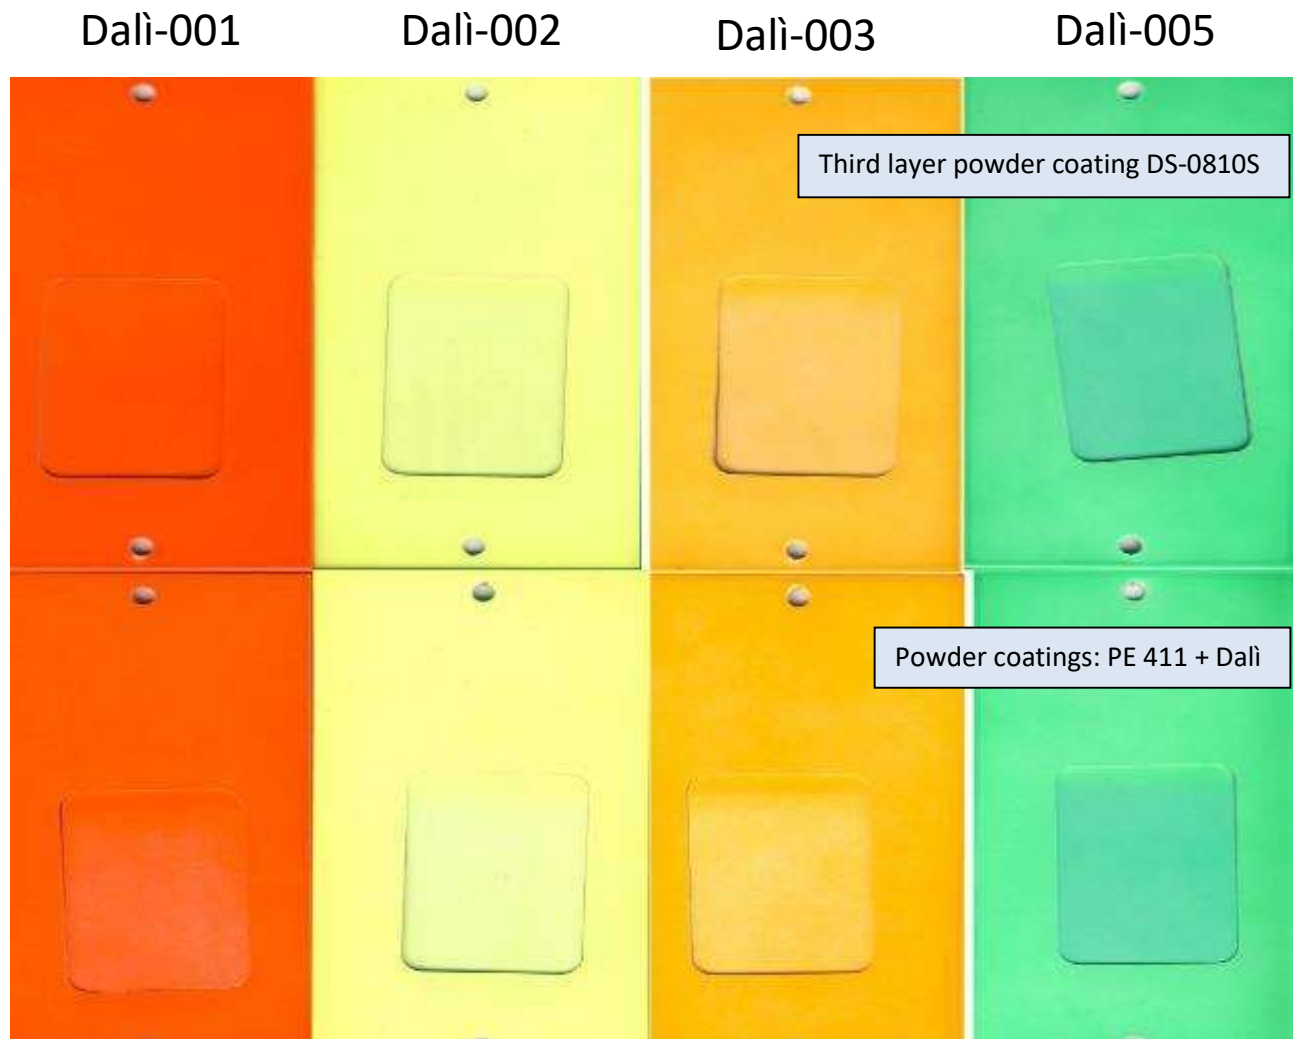 Dalì-001 Dalì-002 Dalì-003 Dalì-005
Third layer powder coating DS-0810S
Powder coatings: PE 411 + Dalì